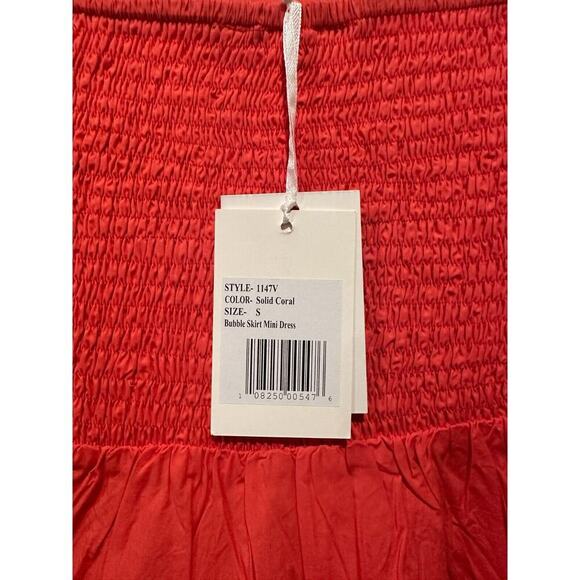 STYLE- 1147V
COLOR- Solid Coral
SIZE- S
Bubble Skirt Mini Dress
1 08250 00547 6